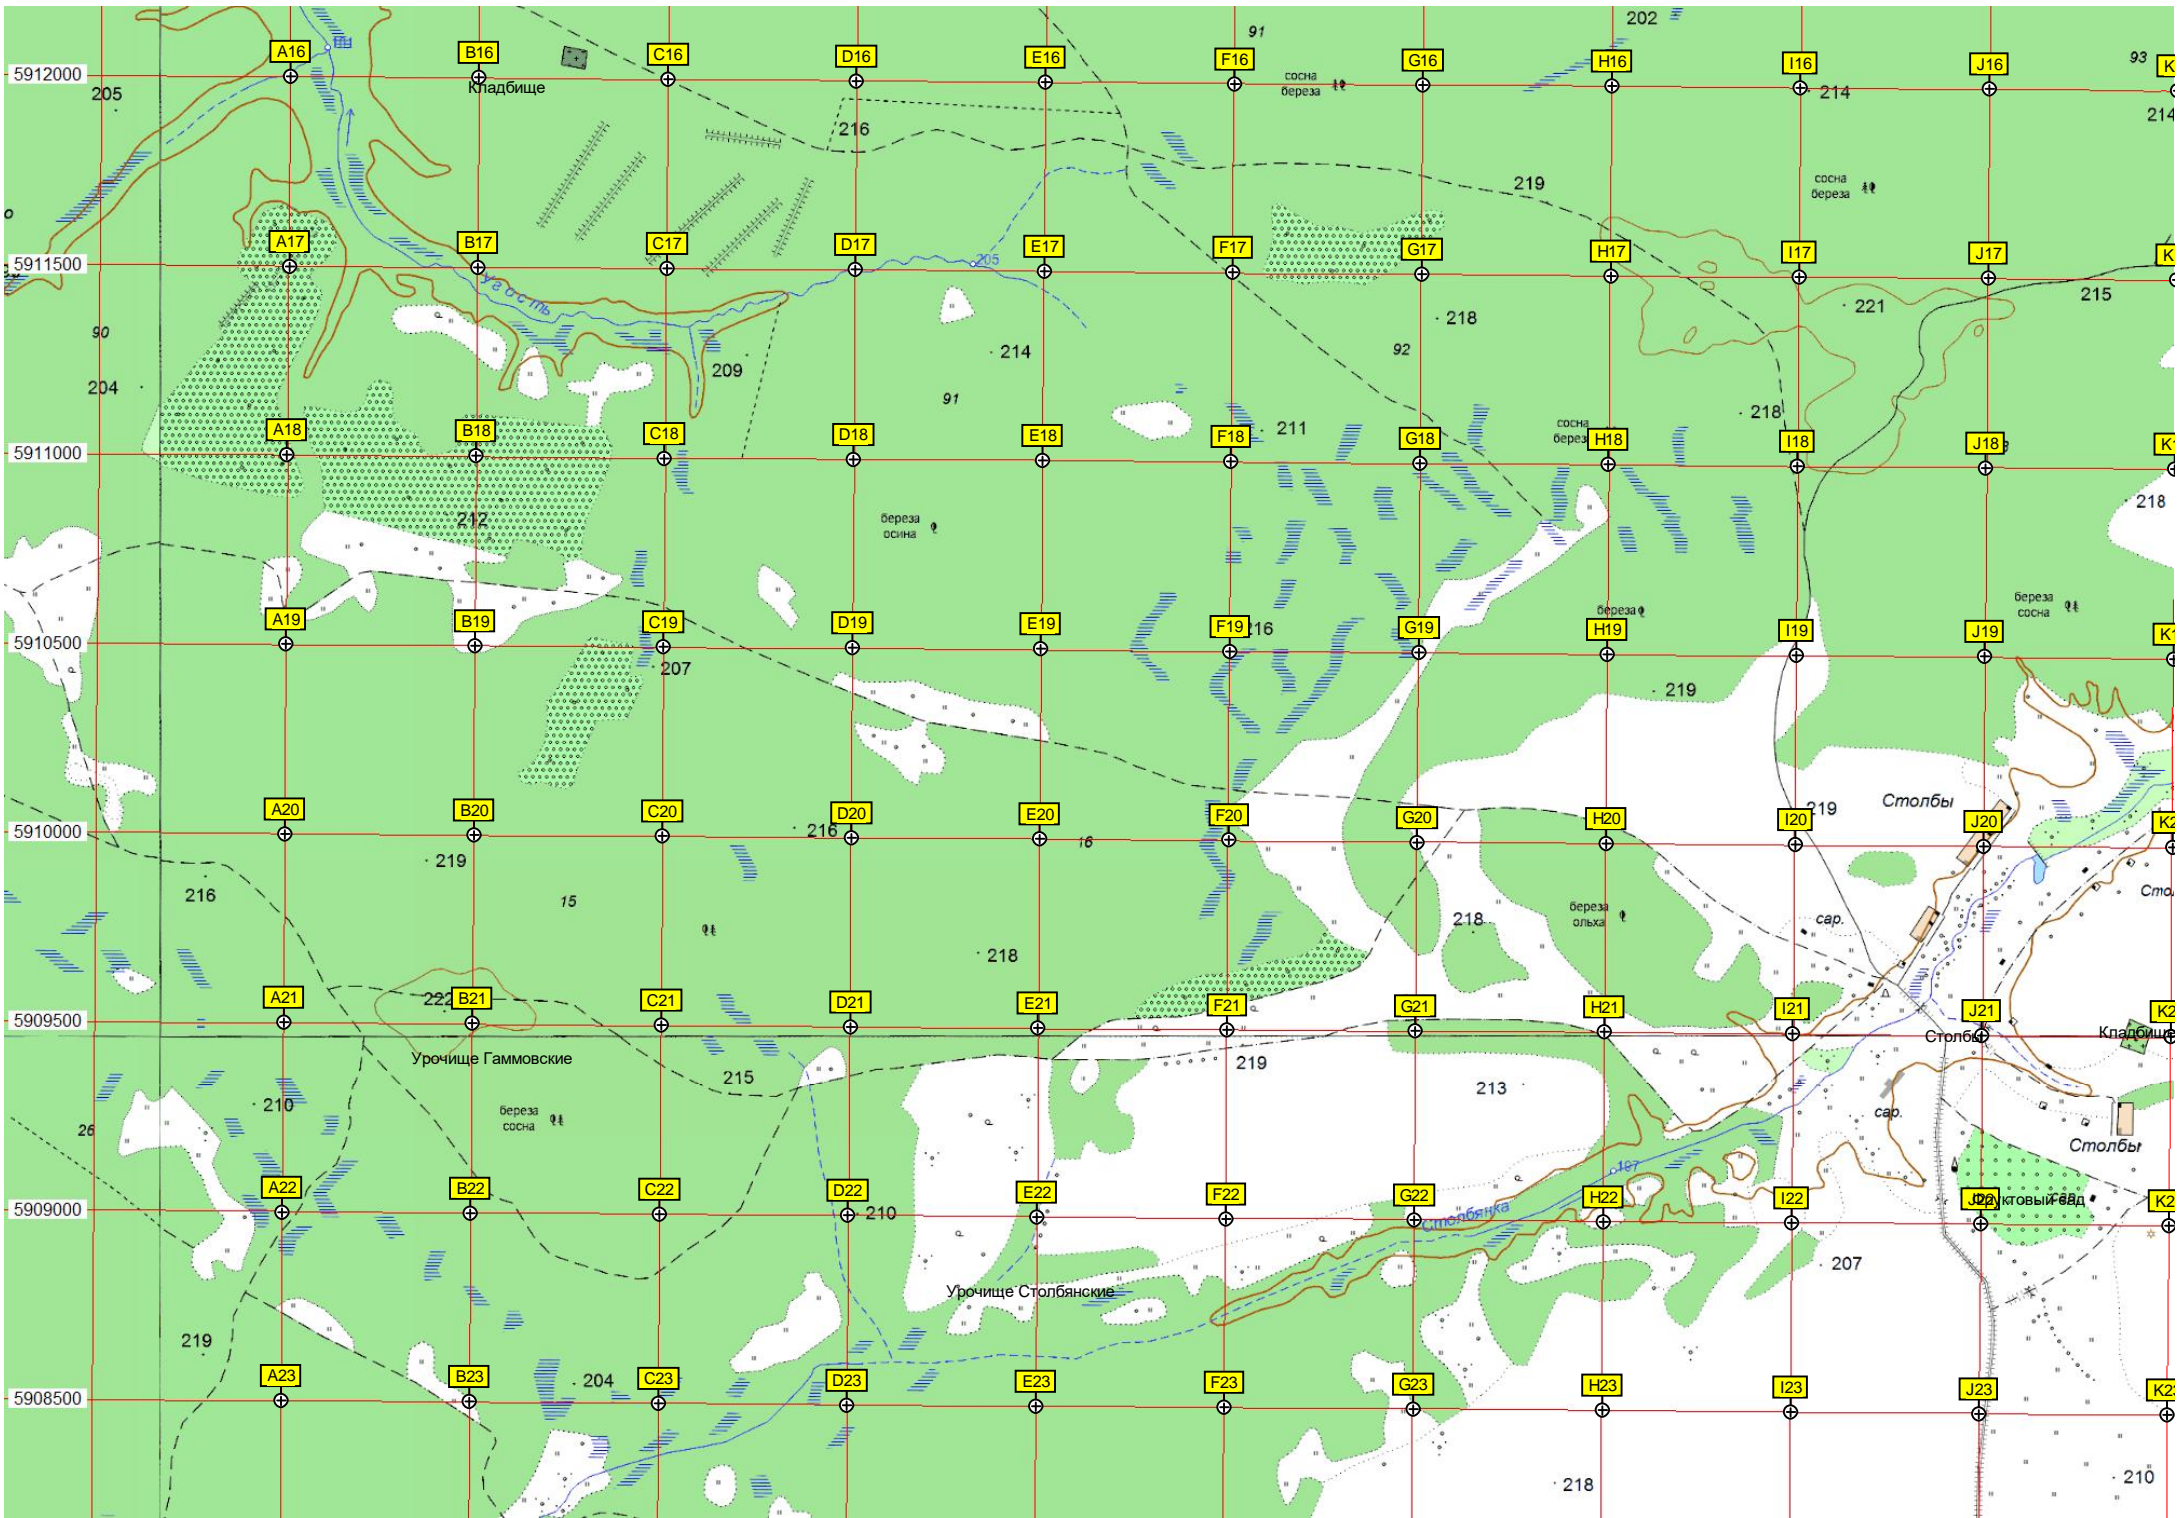 202
91
A16
B16
C16
D16
E16
F16
G16
H16
I16
J16
93
5912000
205
Кладбище
сосна
береза
214
214
216
219
сосна
береза
A17
B17
C17
D17
E17
F17
G17
H17
I17
J17
5911500
205
Угость
221
215
90
218
92
214
209
204
91
218
A18
B18
C18
D18
E18
F18
211
G18
сосна
H18
I18
J18
5911000
212
береза
осина
218
береза
сосна
береза
A19
B19
C19
D19
E19
F19
G19
H19
I19
J19
5910500
207
219
Столбы
A20
B20
C20
D20
E20
F20
G20
H20
I20
219
J20
5910000
216
16
219
216
15
218
береза
ольха
сар.
218
A21
222
B21
C21
D21
E21
F21
G21
H21
I21
J21
5909500
Урочище Гаммовские
219
Столбы
Кладбище
215
213
210
береза
сосна
сар.
26
Столбы
197
A22
B22
C22
D22
E22
F22
G22
H22
I22
J22
Фруктовый сад
5909000
210
Столбянка
207
Урочище Столбянские
219
A23
B23
204
C23
D23
E23
F23
G23
H23
I23
J23
5908500
218
210